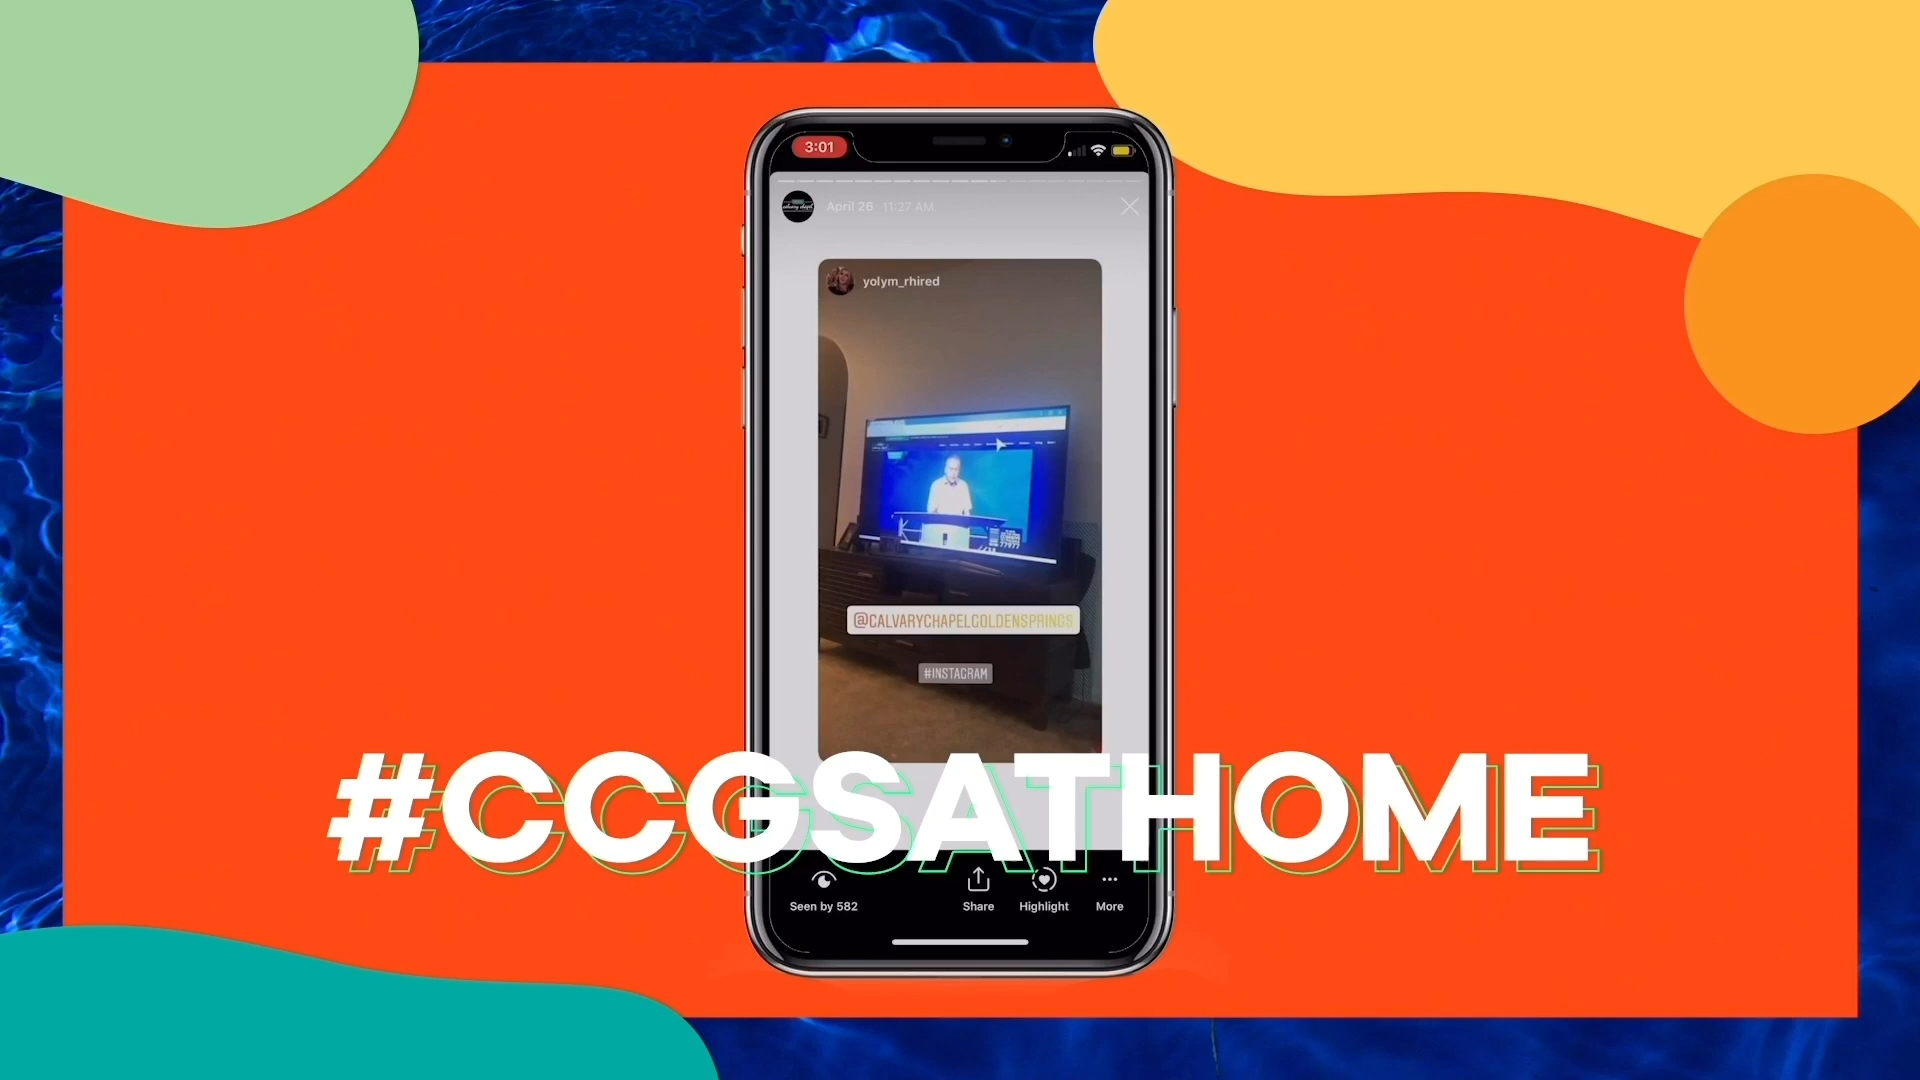 3:01
April 26 11:27 AM
yolym_rhired
@CALVARYCHAPELGOLDENSPRINGS
#INSTAGRAM
#CCGSATHOME
Seen by 582
Share
Highlight
More